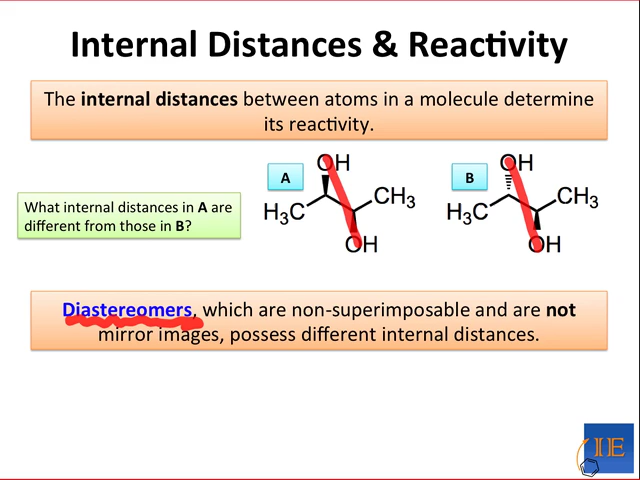 Internal Distances & Reactivity
The internal distances between atoms in a molecule determine
its reactivity.
A
OH
H₃C
CH₃
OH
B
OH
H₃C
CH₃
OH
What internal distances in A are
different from those in B?
Diastereomers, which are non-superimposable and are not
mirror images, possess different internal distances.
IE